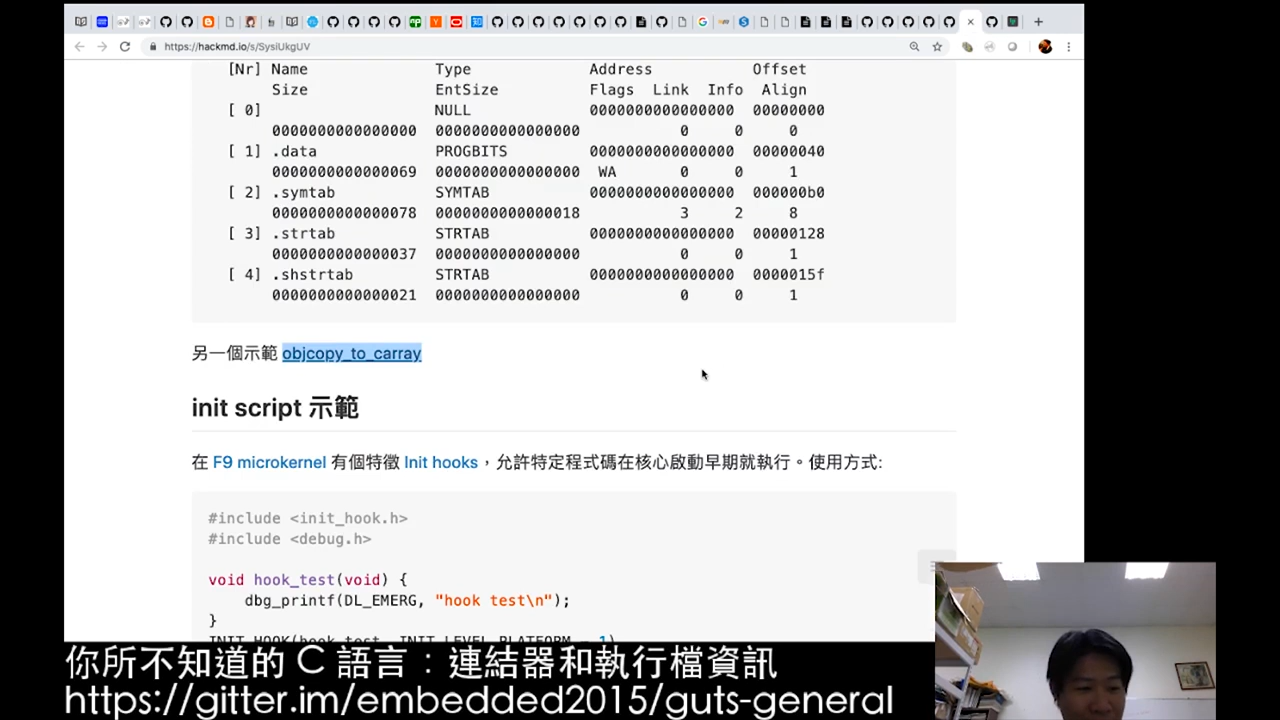 https://hackmd.io/s/SysiUkgUV
[Nr] Name Type Address Offset
Size EntSize Flags Link Info Align
[ 0] NULL 0000000000000000 00000000
0000000000000000 0000000000000000 0 0 0
[ 1] .data PROGBITS 0000000000000000 00000040
0000000000000069 0000000000000000 WA 0 0 1
[ 2] .symtab SYMTAB 0000000000000000 000000b0
0000000000000078 0000000000000018 3 2 8
[ 3] .strtab STRTAB 0000000000000000 00000128
0000000000000037 0000000000000000 0 0 1
[ 4] .shstrtab STRTAB 0000000000000000 0000015f
0000000000000021 0000000000000000 0 0 1
另一個示範 objcopy_to_carray
init script 示範
在 F9 microkernel 有個特徵 Init hooks，允許特定程式碼在核心啟動早期就執行。使用方式:
#include <init_hook.h>
#include <debug.h>
void hook_test(void) {
dbg_printf(DL_EMERG, "hook test\n");
}
INIT_HOOK(hook_test, INIT_LEVEL_PLATFORM - 1)
你所不知道的 C 語言：連結器和執行檔資訊
https://gitter.im/embedded2015/guts-general